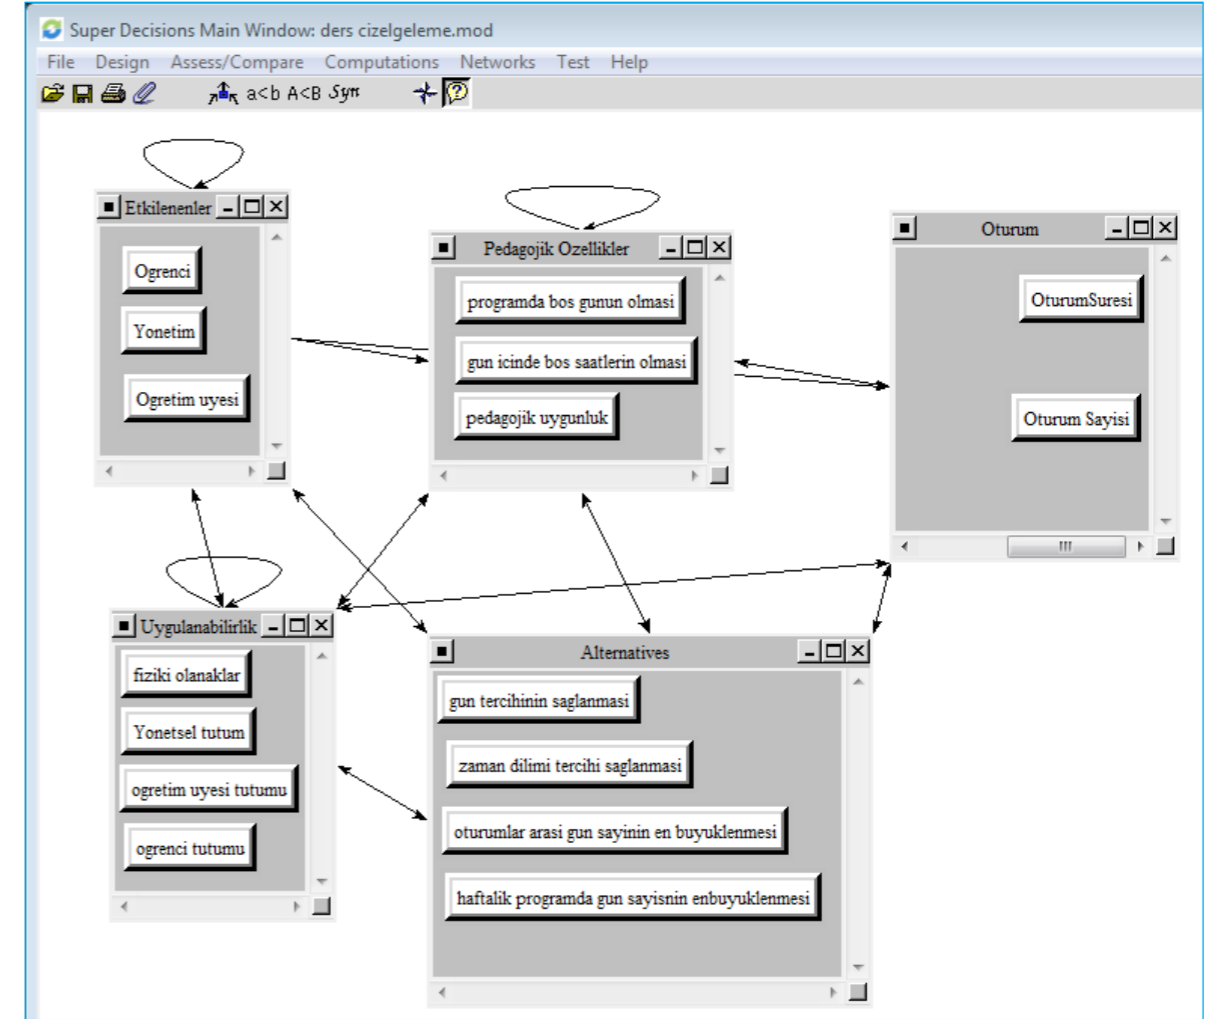 Super Decisions Main Window: ders cizelgeleme.mod
File Design Assess/Compare Computations Networks Test Help
a<b A<B Syn
Etkilenenler
Ogrenci
Yonetim
Ogretim uyesi
Pedagojik Ozellikler
programda bos gunun olmasi
gun icinde bos saatlerin olmasi
pedagojik uygunluk
Oturum
OturumSuresi
Oturum Sayisi
Uygulanabilirlik
fiziki olanaklar
Yonetsel tutum
ogretim uyesi tutumu
ogrenci tutumu
Alternatives
gun tercihinin saglanmasi
zaman dilimi tercihi saglanmasi
oturumlar arasi gun sayinin en buyuklenmesi
haftalik programda gun sayisnin enbuyuklenmesi